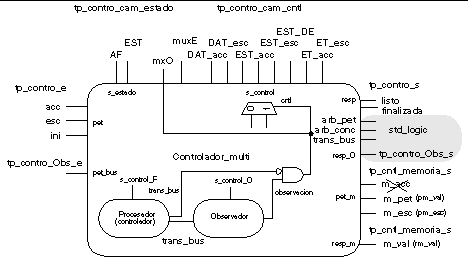 tp_contro_cam_estado tp_contro_cam_cntl
EST_DE
EST muxE DAT_esc EST_esc ET_esc
AF mxO DAT_acc EST_acc ET_acc
tp_contro_e s_estado s_control resp tp_contro_s
acc cntl listo
finalizada
esc pet arb_pet
arb_conc std_logic
ini trans_bus
Controlador_multi resp_O tp_contro_Obs_s
tp_contro_Obs_e pet_bus s_control_F s_control_O tp_cntl_memoria_s
trans_bus observacion m_acc
pet_m m_pet (pm_val)
Procesador Observador m_esc (pm_esc)
(controlador)
trans_bus tp_cntl_memoria_s
resp_m m_val (rm_val)